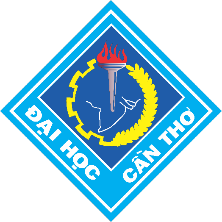 ĐẠI HỌC
CẦN THƠ